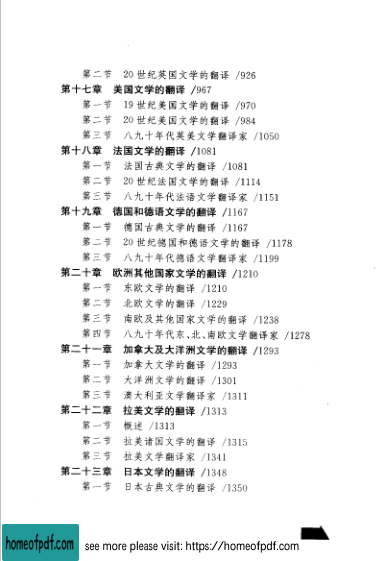 第二节 20世纪英国文学的翻译 /926
第十七章 美国文学的翻译 /967
第一节 19世纪美国文学的翻译 /970
第二节 20世纪美国文学的翻译 /984
第三节 八九十年代英美文学翻译家 /1050
第十八章 法国文学的翻译 /1081
第一节 法国古典文学的翻译 /1081
第二节 20世纪法国文学的翻译 /1114
第三节 八九十年代法语文学翻译家 /1151
第十九章 德国和德语文学的翻译 /1167
第一节 德国古典文学的翻译 /1167
第二节 20世纪德国和德语文学的翻译 /1178
第三节 八九十年代德语文学翻译家 /1199
第二十章 欧洲其他国家文学的翻译 /1210
第一节 东欧文学的翻译 /1210
第二节 北欧文学的翻译 /1229
第三节 南欧及其他国家文学的翻译 /1238
第四节 八九十年代东、北、南欧文学翻译家 /1278
第二十一章 加拿大及大洋洲文学的翻译 /1293
第一节 加拿大文学的翻译 /1293
第二节 大洋洲文学的翻译 /1301
第三节 澳大利亚文学翻译家 /1311
第二十二章 拉美文学的翻译 /1313
第一节 概述 /1313
第二节 拉美诸国文学的翻译 /1315
第三节 拉美文学翻译家 /1341
第二十三章 日本文学的翻译 /1348
第一节 日本古典文学的翻译 /1350
homeofpdf.com
see more please visit: https://homeofpdf.com